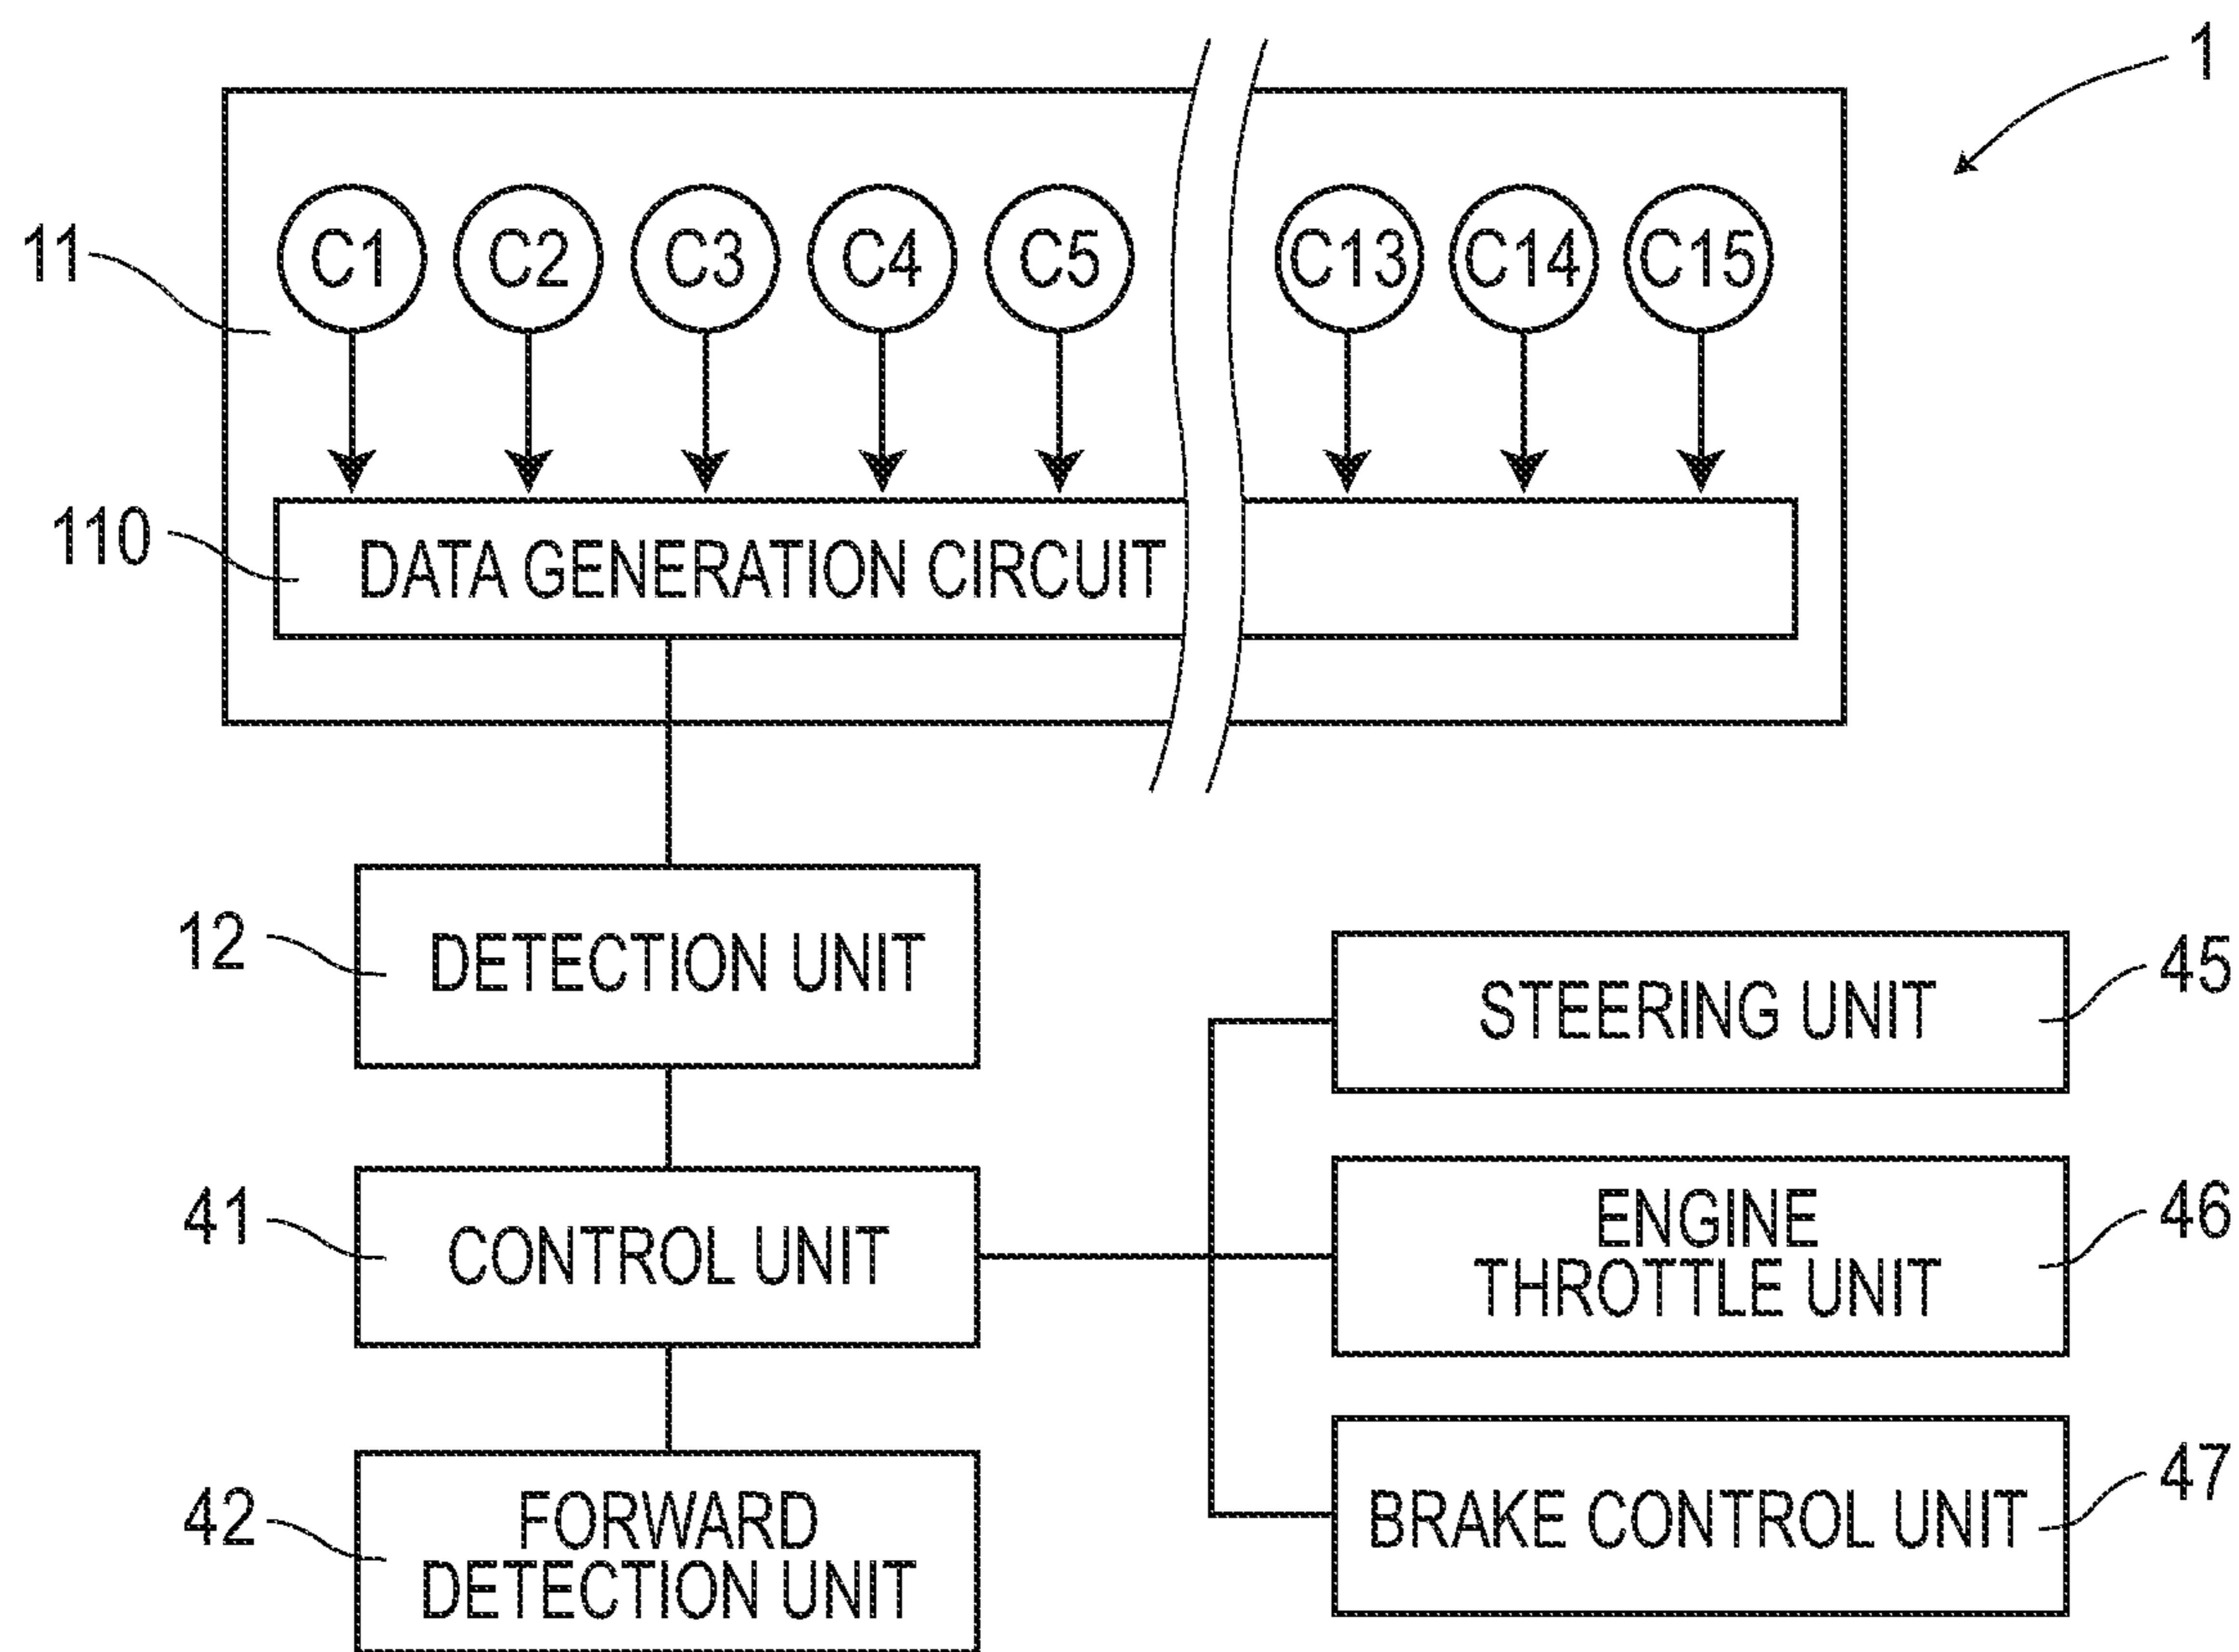 1
11
C1 C2 C3 C4 C5 C13 C14 C15
110
DATA GENERATION CIRCUIT
12
DETECTION UNIT
45
STEERING UNIT
41
CONTROL UNIT
46
ENGINE
THROTTLE UNIT
42
FORWARD
DETECTION UNIT
47
BRAKE CONTROL UNIT